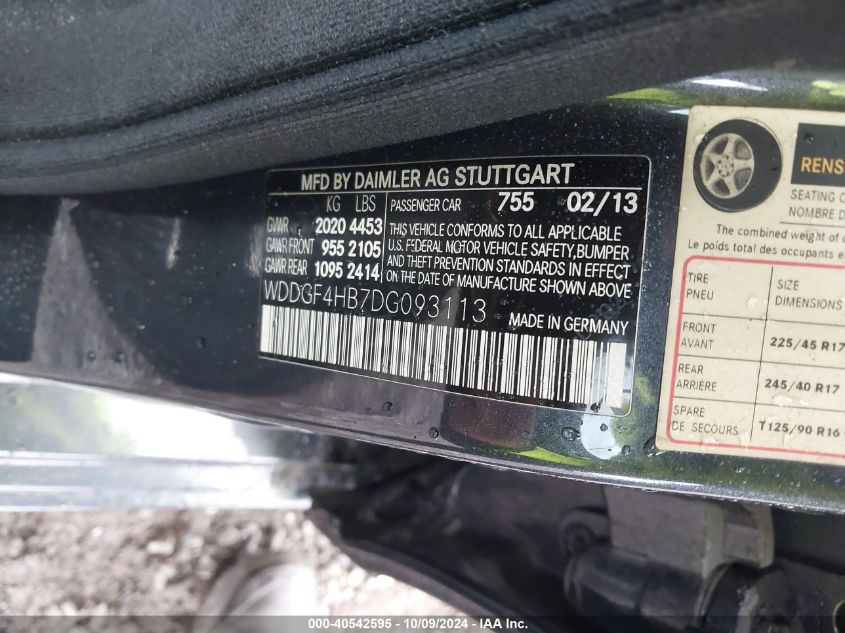 MFD BY DAIMLER AG STUTTGART
KG LBS
GVWR 2020 4453
GAWR FRONT 955 2105
GAWR REAR 1095 2414
PASSENGER CAR 755 02/13
THIS VEHICLE CONFORMS TO ALL APPLICABLE
U.S. FEDERAL MOTOR VEHICLE SAFETY, BUMPER
AND THEFT PREVENTION STANDARDS IN EFFECT
ON THE DATE OF MANUFACTURE SHOWN ABOVE
WDDGF4HB7DG093113
MADE IN GERMANY
RENS
SEATING
NOMBRE
The combined weight of
Le poids total des occupants
TIRE SIZE
PNEU DIMENSIONS
FRONT
AVANT 225/45 R17
REAR
ARRIÈRE 245/40 R17
SPARE
DE SECOURS T125/90 R16
000-40542595 - 10/09/2024 - IAA Inc.